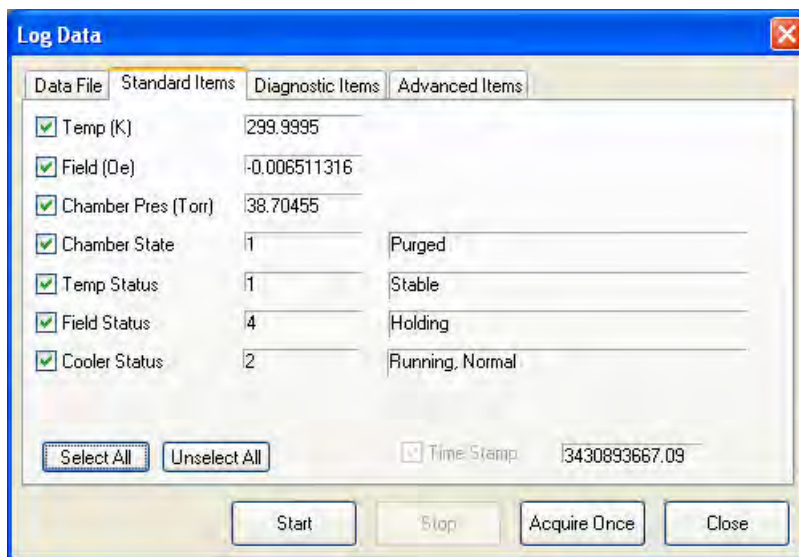 Log Data
Data File Standard Items Diagnostic Items Advanced Items
Temp (K) 299.9995
Field (Oe) -0.006511316
Chamber Pres (Torr) 38.70455
Chamber State 1 Purged
Temp Status 1 Stable
Field Status 4 Holding
Cooler Status 2 Running, Normal
Select All Unselect All Time Stamp 3430893667.09
Start Stop Acquire Once Close